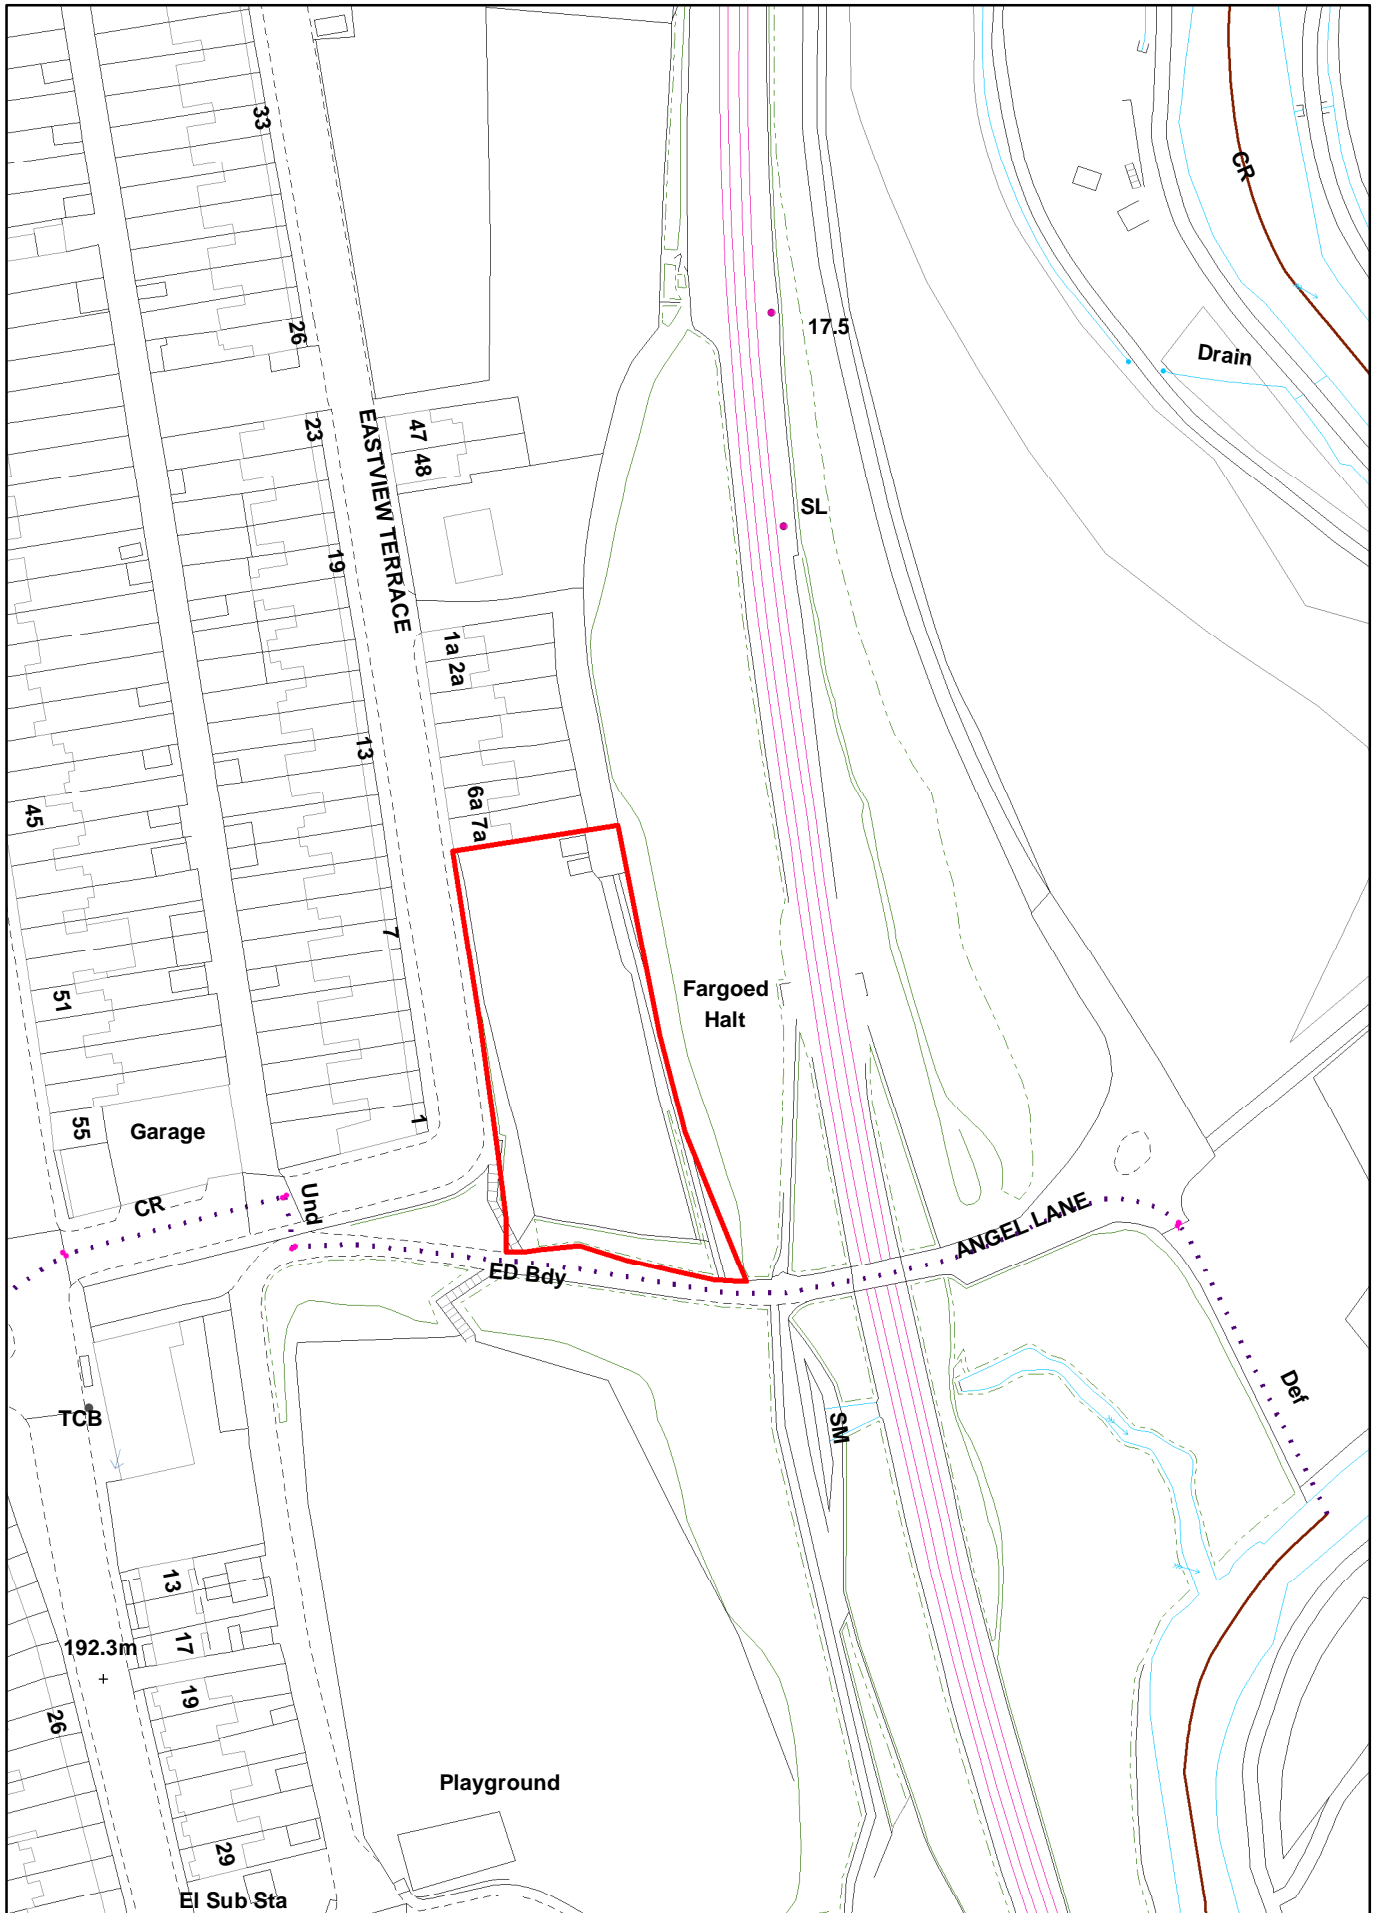 33
CR
26
17.5
Drain
23
EASTVIEW TERRACE
47
48
SL
19
1a 2a
13
6a 7a
45
7
51
Fargoed
Halt
1
55
Garage
CR
Und
ANGEL LANE
ED Bdy
Def
TCB
SM
13
17
192.3m
19
26
Playground
29
El Sub Sta